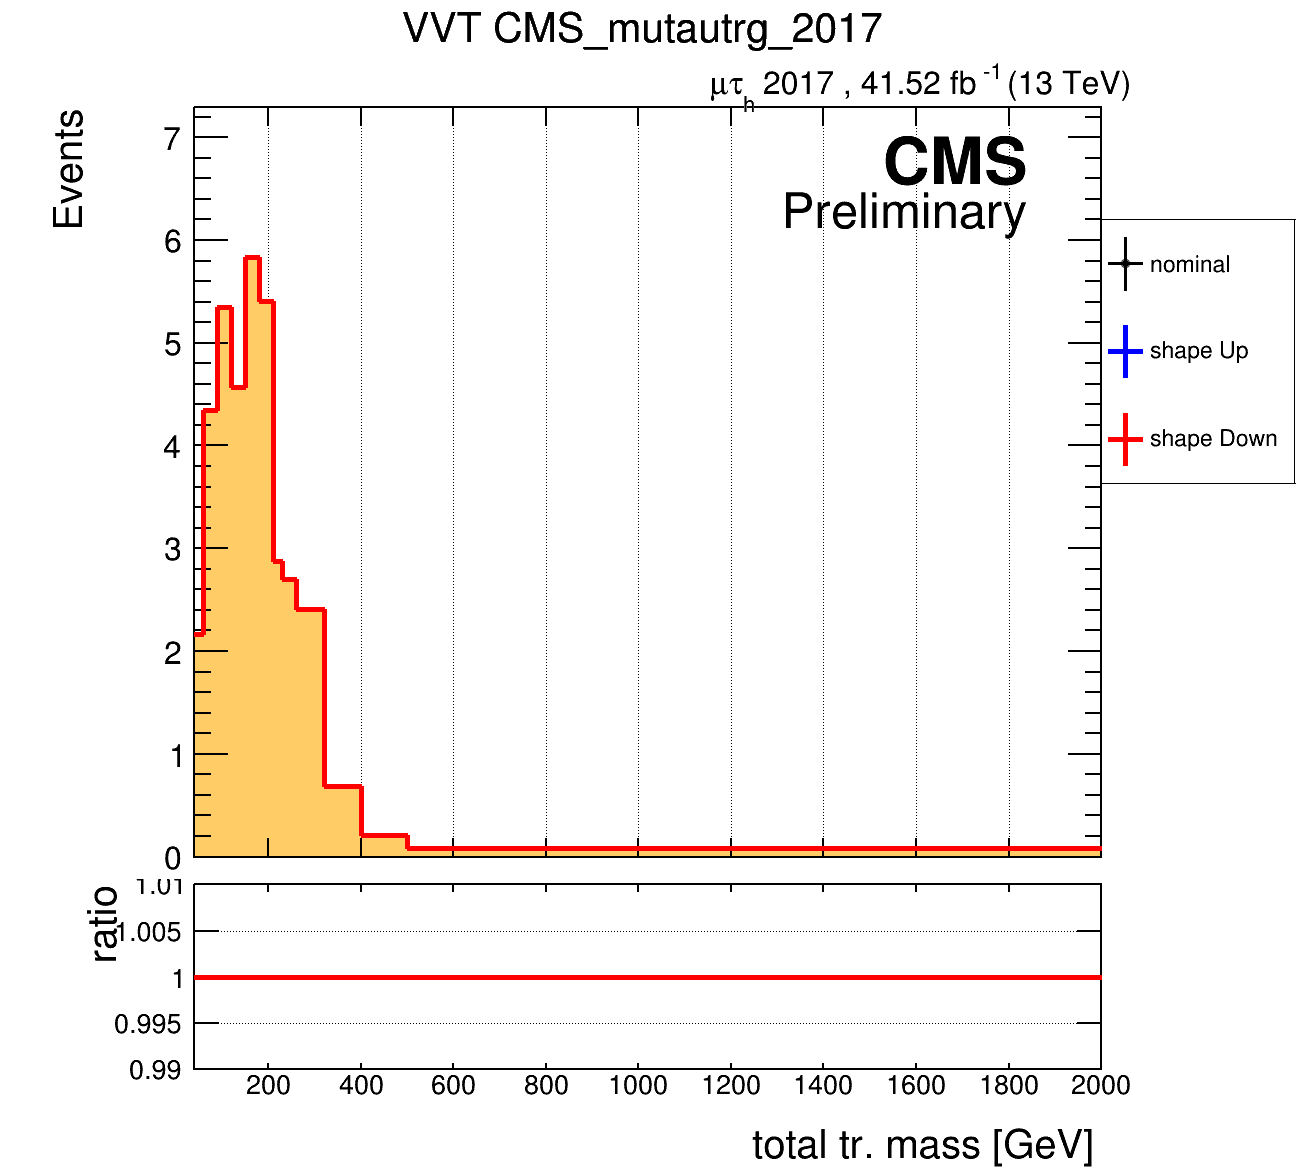 VVT CMS_mutautrg_2017
μτh 2017 , 41.52 fb-1 (13 TeV)
Events
CMS
Preliminary
7
6
5
4
3
2
1
0
nominal
shape Up
shape Down
ratio
1.01
1.005
1
0.995
0.99
200 400 600 800 1000 1200 1400 1600 1800 2000
total tr. mass [GeV]